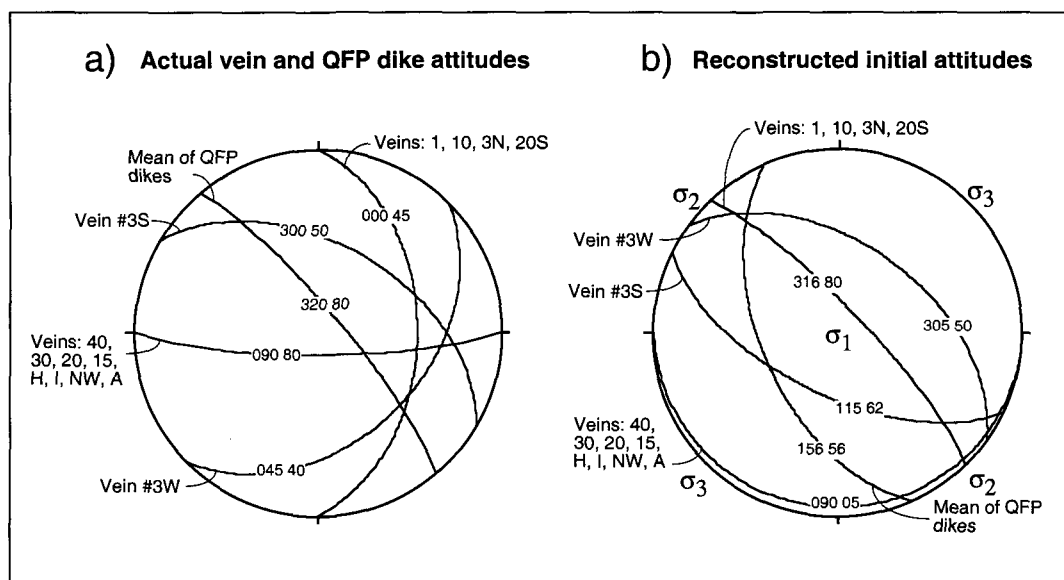 a) Actual vein and QFP dike attitudes
Veins: 1, 10, 3N, 20S
Mean of QFP
dikes
Vein #3S
000 45
300 50
320 80
090 80
Veins: 40,
30, 20, 15,
H, I, NW, A
045 40
Vein #3W
b) Reconstructed initial attitudes
Veins: 1, 10, 3N, 20S
σ3
σ2
Vein #3W
Vein #3S
316 80
305 50
σ1
115 62
Veins: 40,
30, 20, 15,
H, I, NW, A
156 56
σ3
σ2
090 05
Mean of QFP
dikes